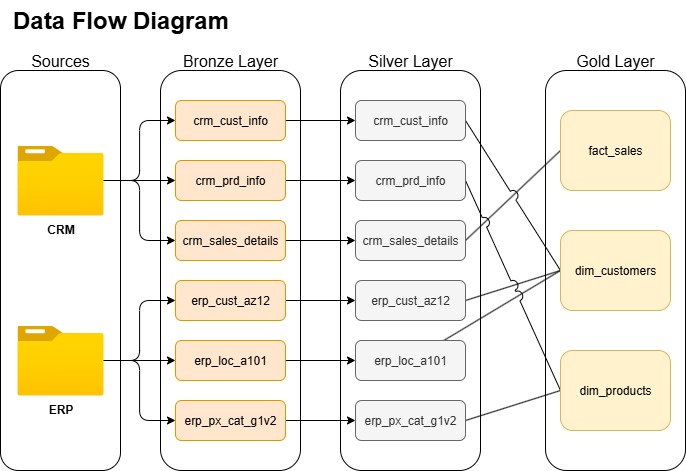 Data Flow Diagram
Sources
Bronze Layer
Silver Layer
Gold Layer
CRM
ERP
crm_cust_info
crm_prd_info
crm_sales_details
erp_cust_az12
erp_loc_a101
erp_px_cat_g1v2
crm_cust_info
crm_prd_info
crm_sales_details
erp_cust_az12
erp_loc_a101
erp_px_cat_g1v2
fact_sales
dim_customers
dim_products